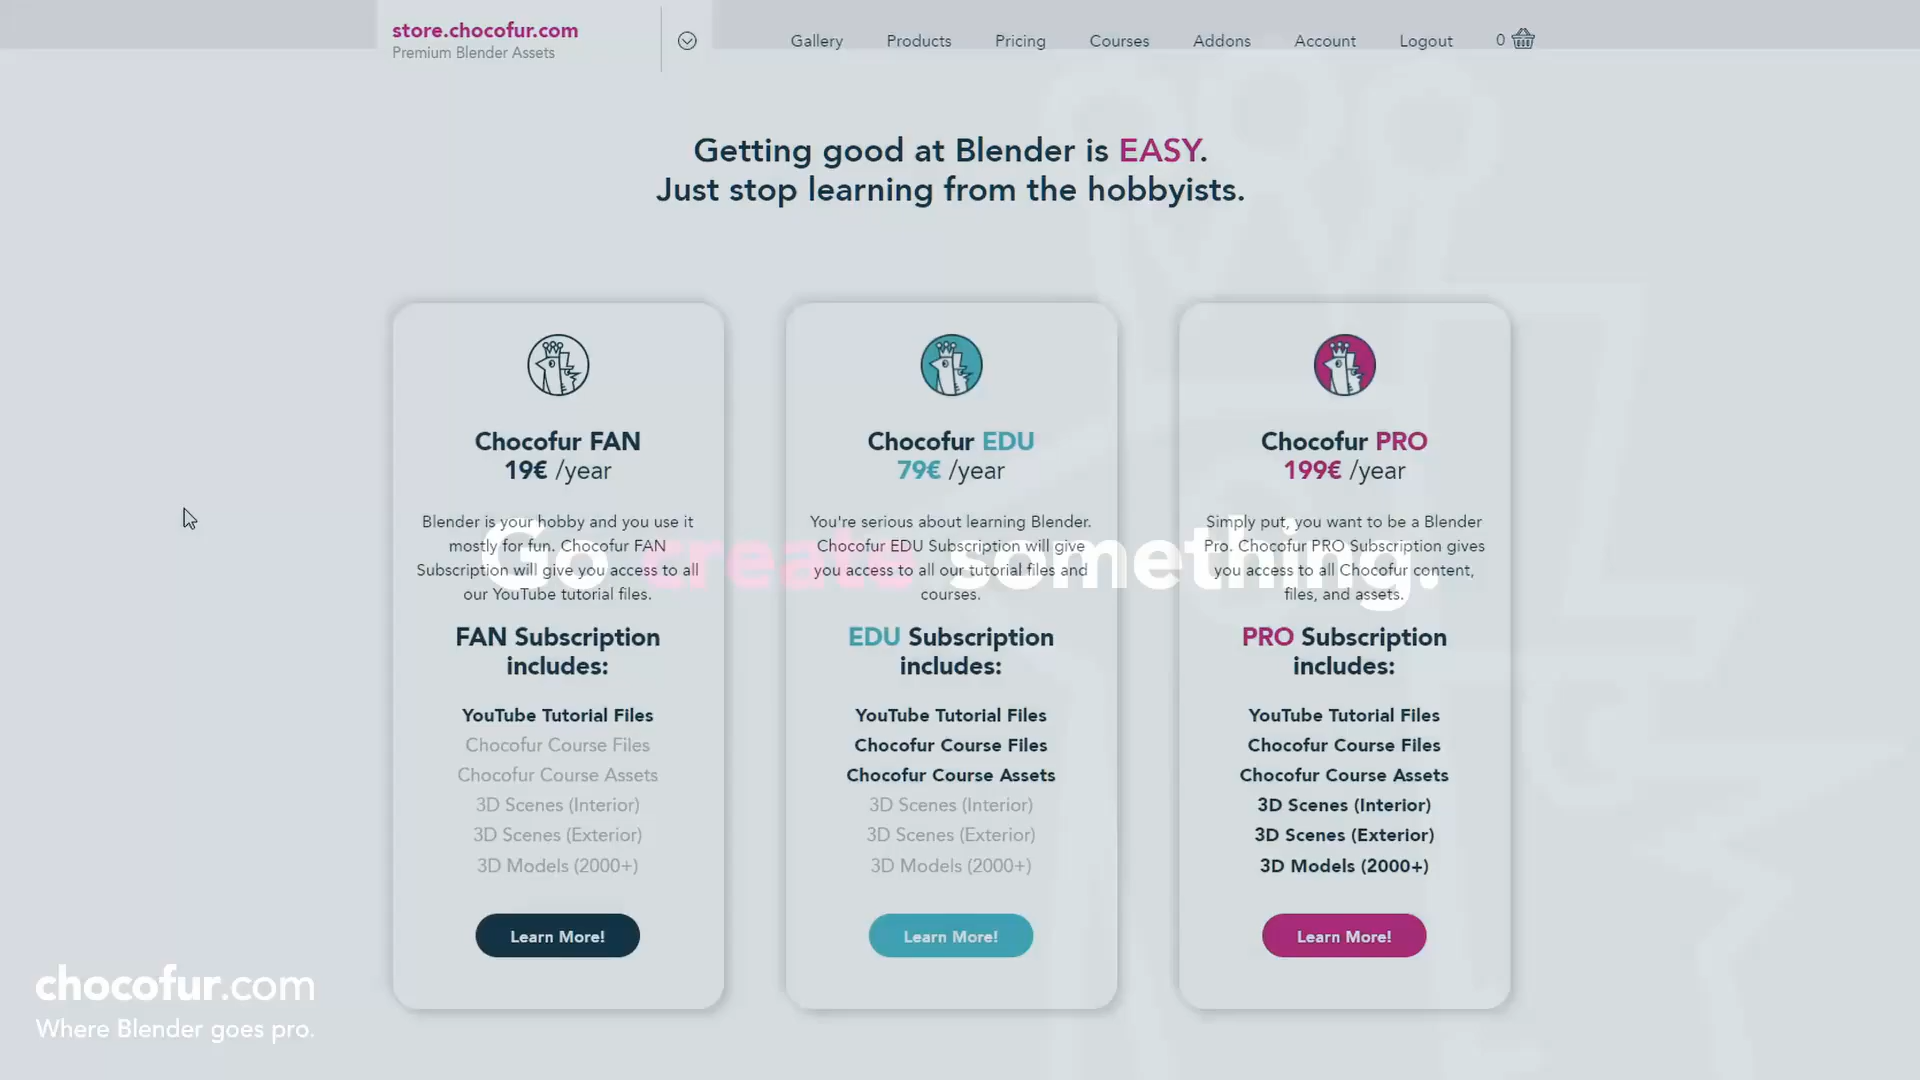 store.chocofur.com
Premium Blender Assets
Gallery
Products
Pricing
Courses
Addons
Account
Logout
0
Getting good at Blender is EASY.
Just stop learning from the hobbyists.
Chocofur FAN
19€ /year
Blender is your hobby and you use it
mostly for fun. Chocofur FAN
Subscription will give you access to all
our YouTube tutorial files.
FAN Subscription
includes:
YouTube Tutorial Files
Chocofur Course Files
Chocofur Course Assets
3D Scenes (Interior)
3D Scenes (Exterior)
3D Models (2000+)
Learn More!
Chocofur EDU
79€ /year
You're serious about learning Blender.
Chocofur EDU Subscription will give
you access to all our tutorial files and
courses.
EDU Subscription
includes:
YouTube Tutorial Files
Chocofur Course Files
Chocofur Course Assets
3D Scenes (Interior)
3D Scenes (Exterior)
3D Models (2000+)
Learn More!
Chocofur PRO
199€ /year
Simply put, you want to be a Blender
Pro. Chocofur PRO Subscription gives
you access to all Chocofur content,
files, and assets.
PRO Subscription
includes:
YouTube Tutorial Files
Chocofur Course Files
Chocofur Course Assets
3D Scenes (Interior)
3D Scenes (Exterior)
3D Models (2000+)
Learn More!
Go create something.
chocofur.com
Where Blender goes pro.